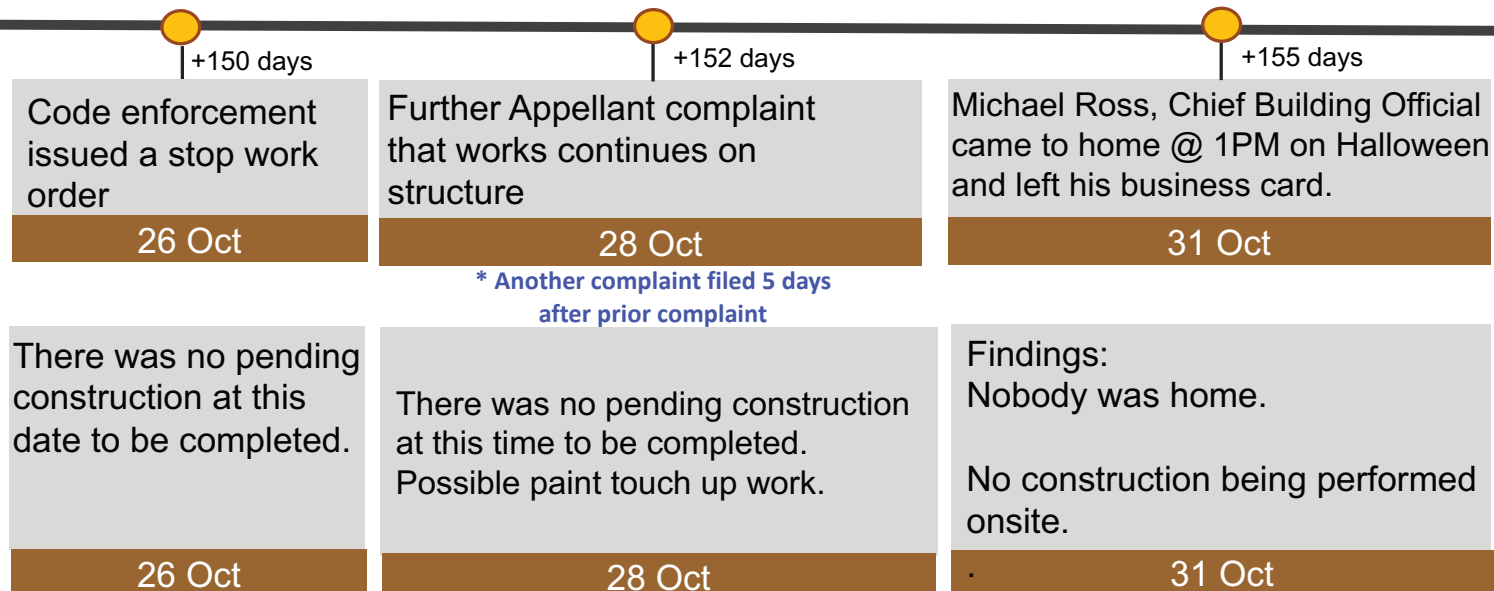 +150 days
+152 days
+155 days
Code enforcement
issued a stop work
order
26 Oct
Further Appellant complaint
that works continues on
structure
28 Oct
* Another complaint filed 5 days
after prior complaint
Michael Ross, Chief Building Official
came to home @ 1PM on Halloween
and left his business card.
31 Oct
There was no pending
construction at this
date to be completed.
26 Oct
There was no pending construction
at this time to be completed.
Possible paint touch up work.
28 Oct
Findings:
Nobody was home.
No construction being performed
onsite.
.
31 Oct